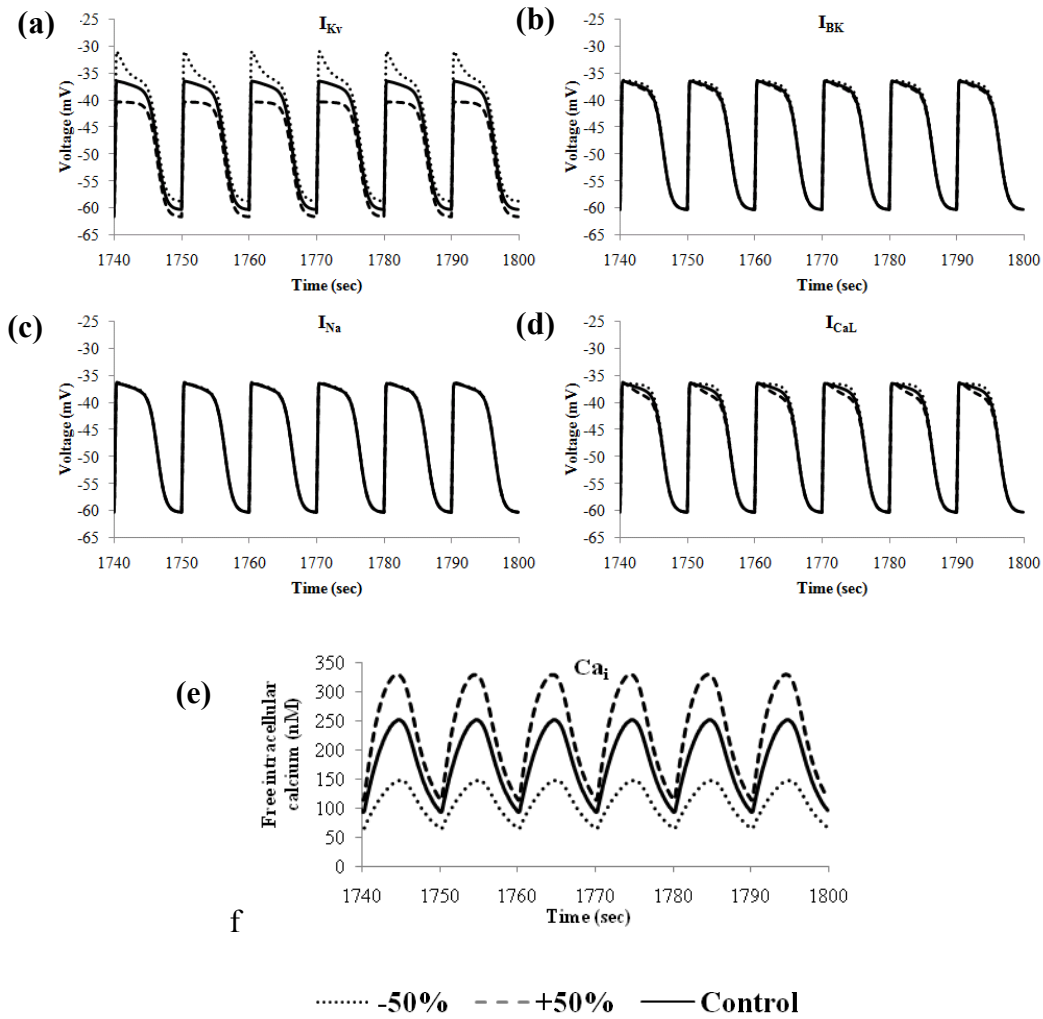 (a)
I_Kv
-25
-30
-35
-40
-45
-50
-55
-60
-65
Voltage (mV)
1740 1750 1760 1770 1780 1790 1800
Time (sec)
(b)
I_BK
-25
-30
-35
-40
-45
-50
-55
-60
-65
Voltage (mV)
1740 1750 1760 1770 1780 1790 1800
Time (sec)
(c)
I_Na
-25
-30
-35
-40
-45
-50
-55
-60
-65
Voltage (mV)
1740 1750 1760 1770 1780 1790 1800
Time (sec)
(d)
I_CaL
-25
-30
-35
-40
-45
-50
-55
-60
-65
Voltage (mV)
1740 1750 1760 1770 1780 1790 1800
Time (sec)
(e)
Ca_i
350
300
250
200
150
100
50
0
Free intracellular
calcium (nM)
1740 1750 1760 1770 1780 1790 1800
Time (sec)
f
-50% +50% Control